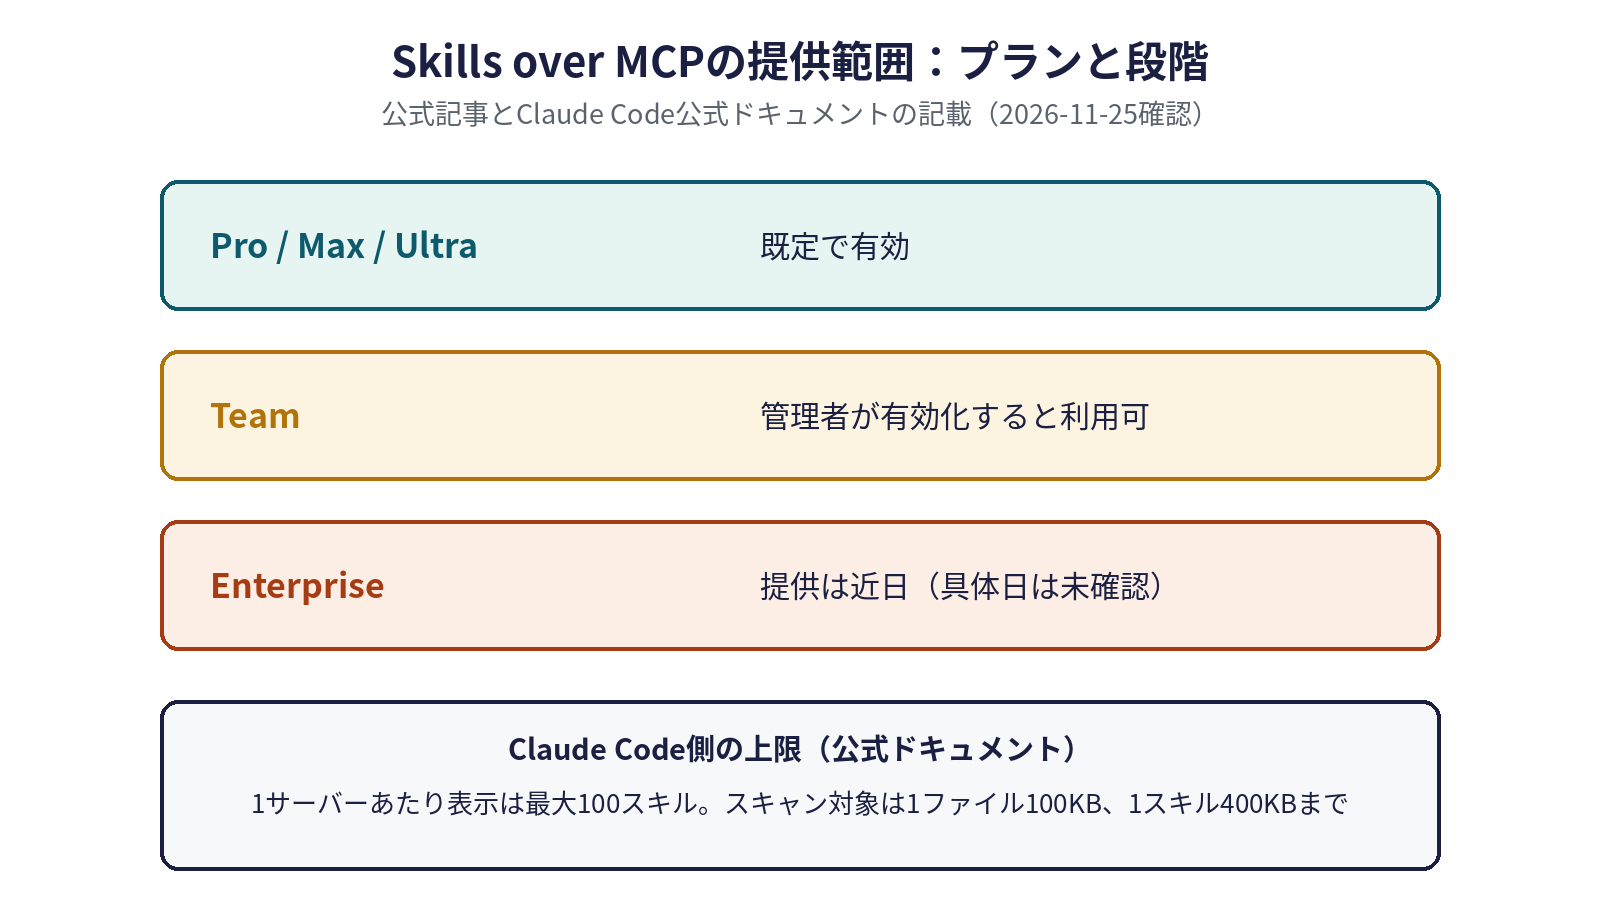 Skills over MCPの提供範囲：プランと段階
公式記事とClaude Code公式ドキュメントの記載（2026-11-25確認）
Pro / Max / Ultra
既定で有効
Team
管理者が有効化すると利用可
Enterprise
提供は近日（具体日は未確認）
Claude Code側の上限（公式ドキュメント）
1サーバーあたり表示は最大100スキル。スキャン対象は1ファイル100KB、1スキル400KBまで